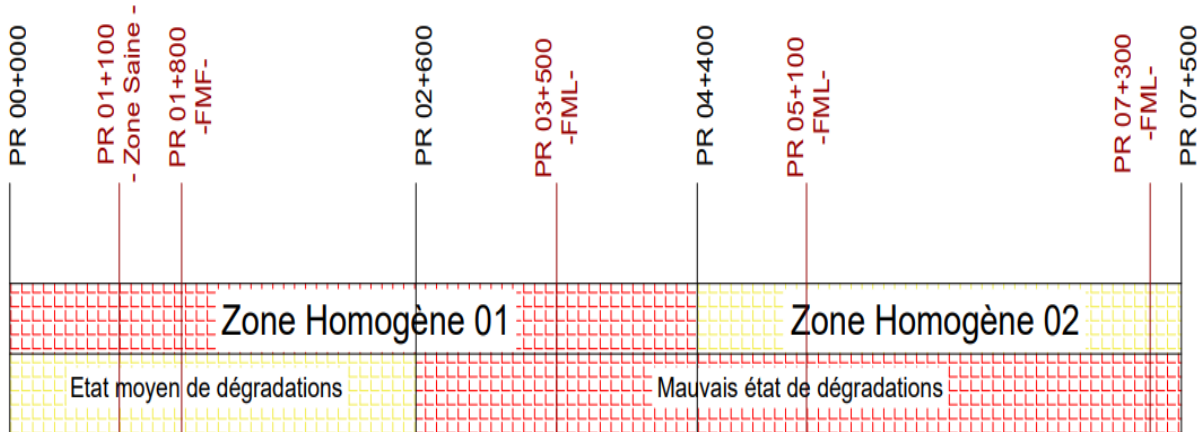 PR 00+000
PR 01+100
- Zone Saine -
PR 01+800
-FMF-
PR 02+600
PR 03+500
-FML-
PR 04+400
PR 05+100
-FML-
PR 07+300
-FML-
PR 07+500
Zone Homogène 01
Zone Homogène 02
Etat moyen de dégradations
Mauvais état de dégradations